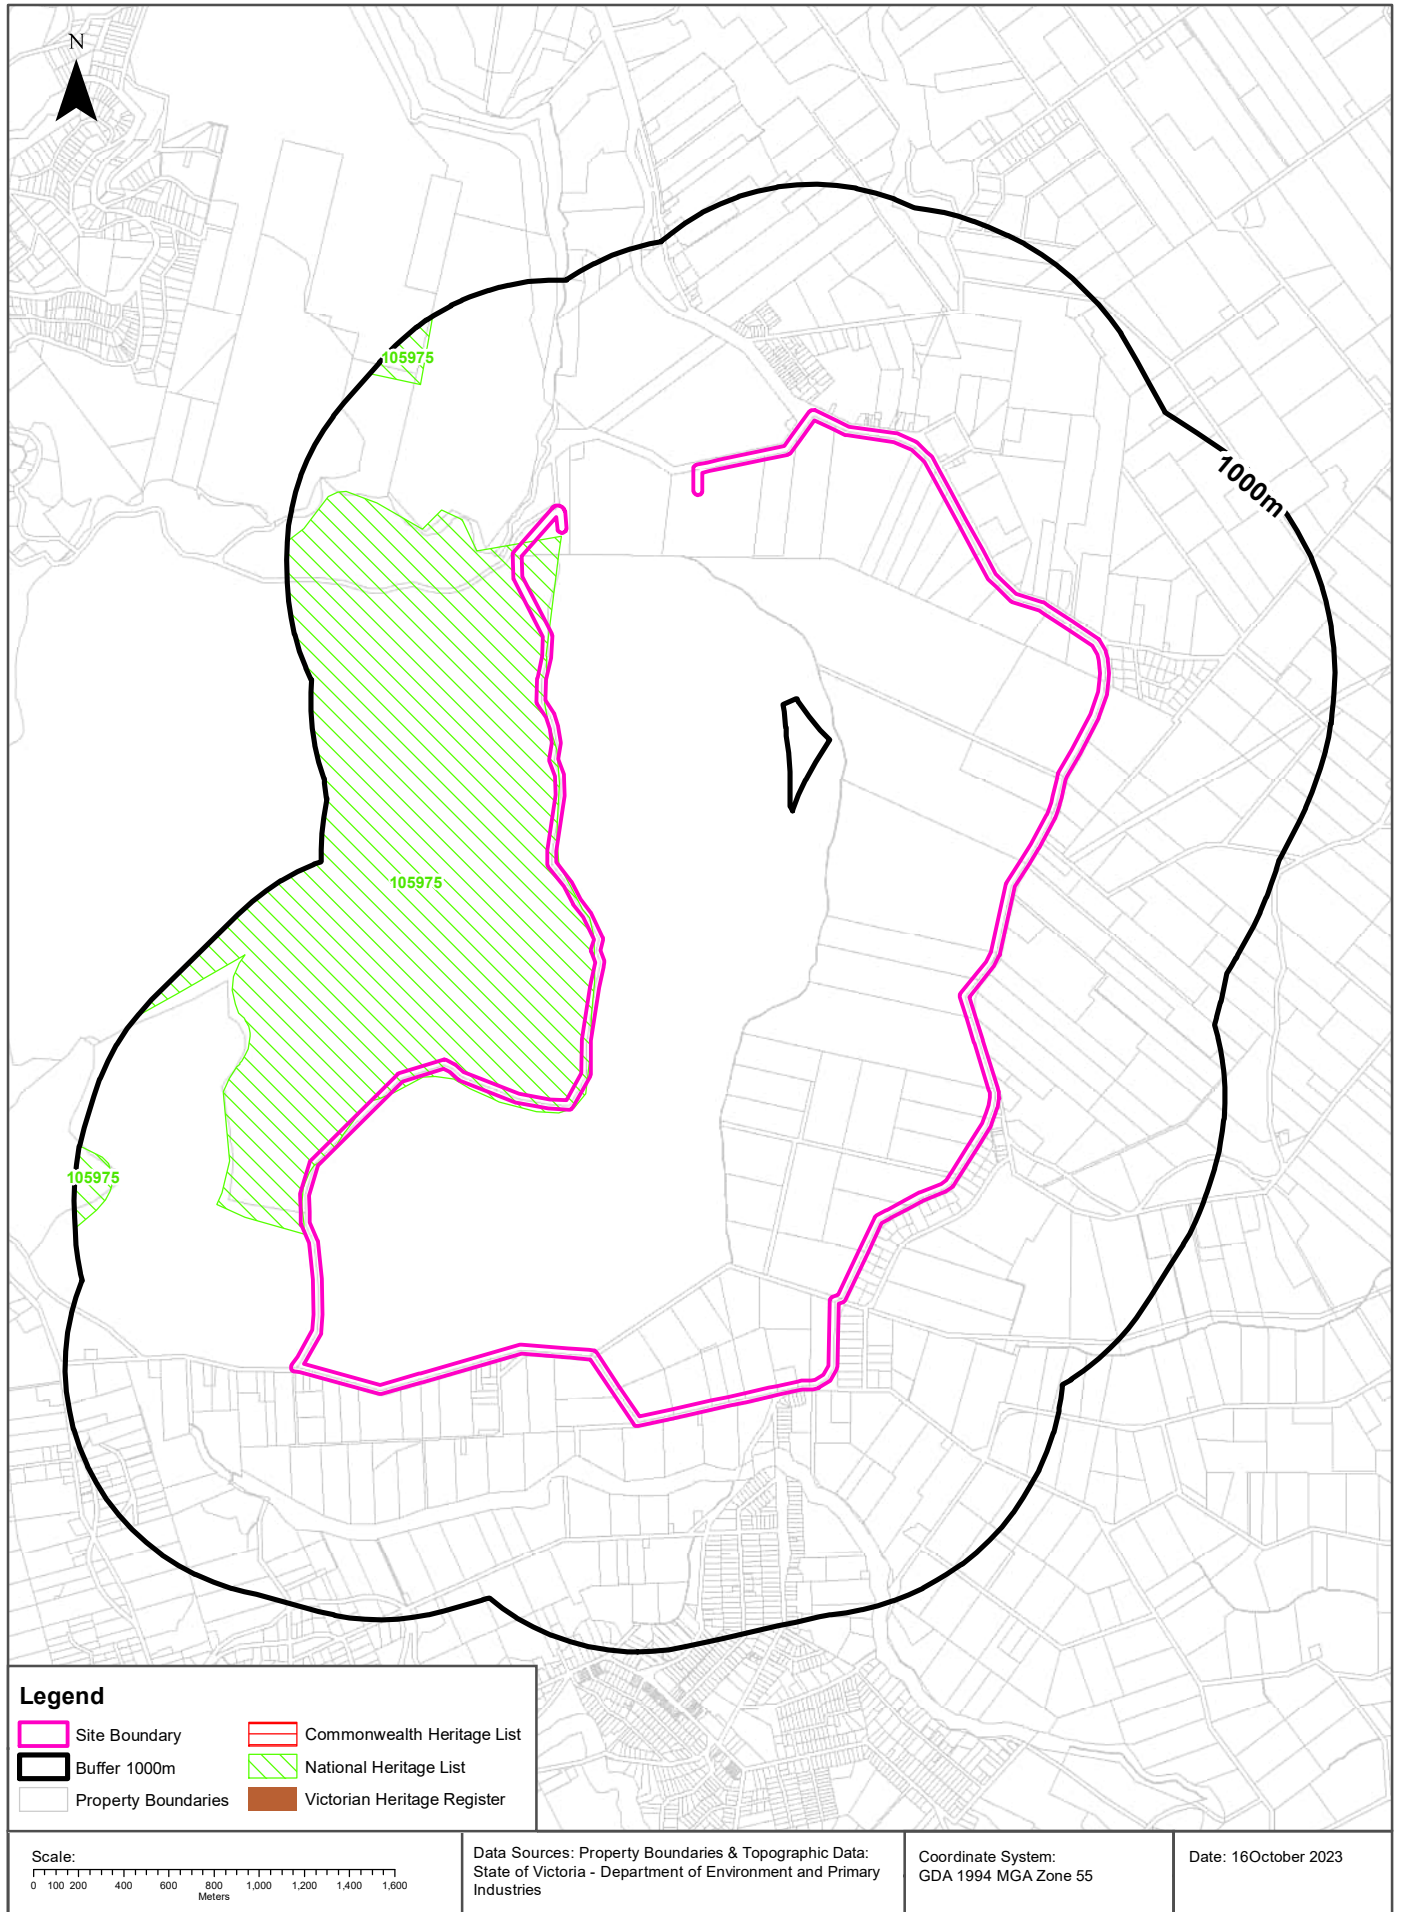 N
105975
1000m
105975
105975
Legend
Site Boundary
Commonwealth Heritage List
Buffer 1000m
National Heritage List
Property Boundaries
Victorian Heritage Register
Scale:
0 100 200 400 600 800 1,000 1,200 1,400 1,600
Meters
Data Sources: Property Boundaries & Topographic Data:
State of Victoria - Department of Environment and Primary
Industries
Coordinate System:
GDA 1994 MGA Zone 55
Date: 16October 2023